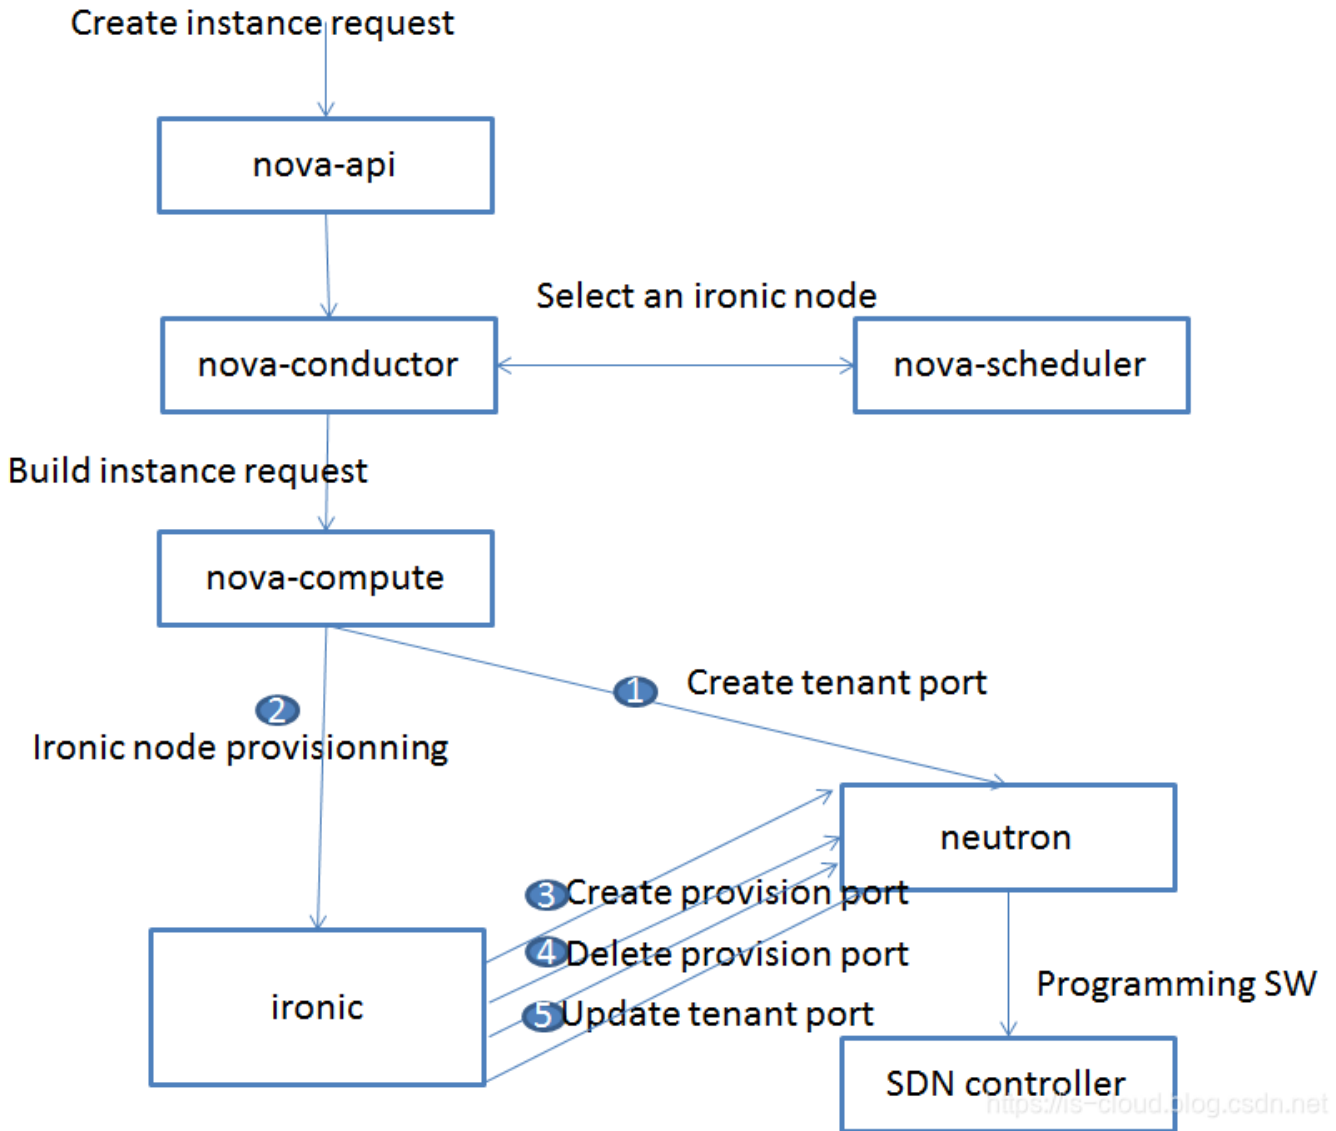 Create instance request
nova-api
Select an ironic node
nova-conductor
nova-scheduler
Build instance request
nova-compute
1
Create tenant port
2
Ironic node provisionning
neutron
3
Create provision port
4
Delete provision port
ironic
5
Update tenant port
Programming SW
SDN controller
https://is-cloud.blog.csdn.net